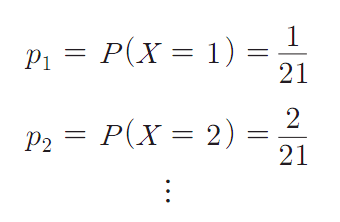 p₁ = P(X = 1) = 1/21
p₂ = P(X = 2) = 2/21
⋮